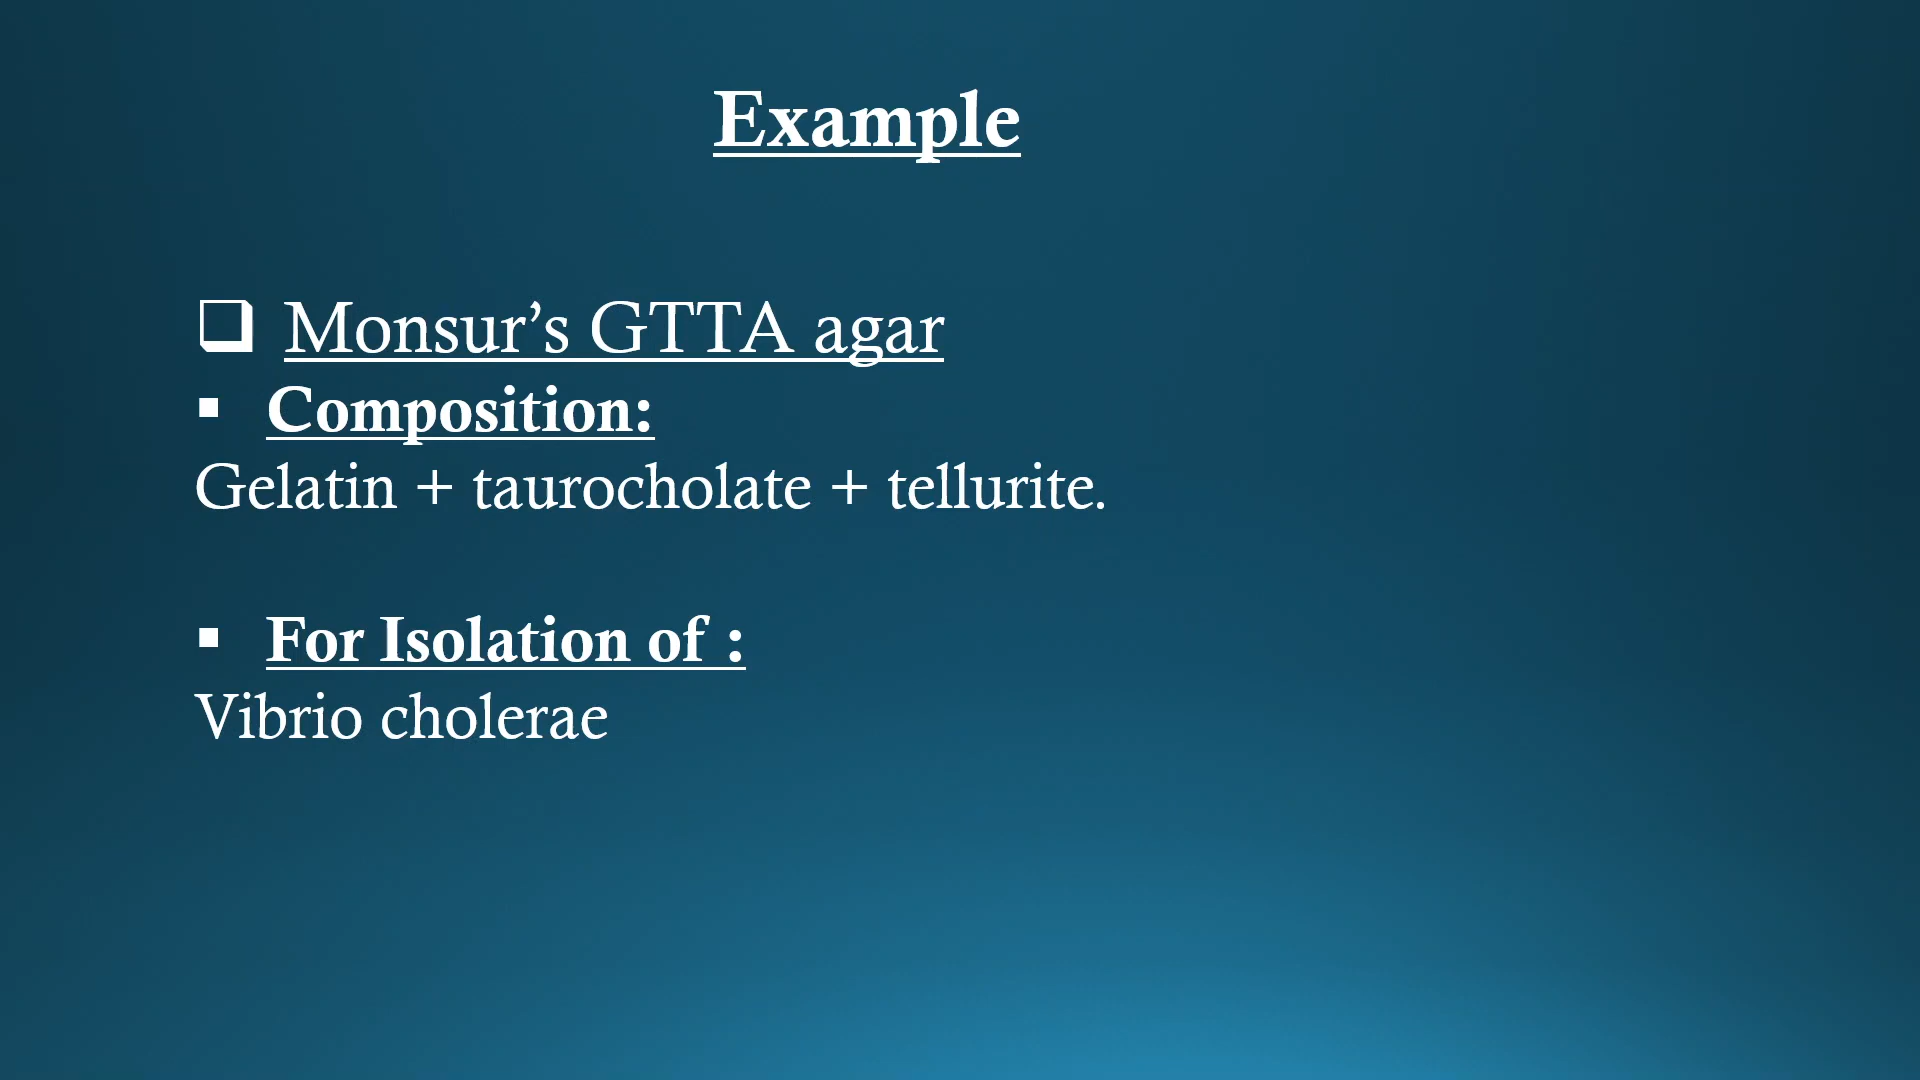 Example
❑ Monsur’s GTTA agar
▪ Composition:
Gelatin + taurocholate + tellurite.
▪ For Isolation of :
Vibrio cholerae